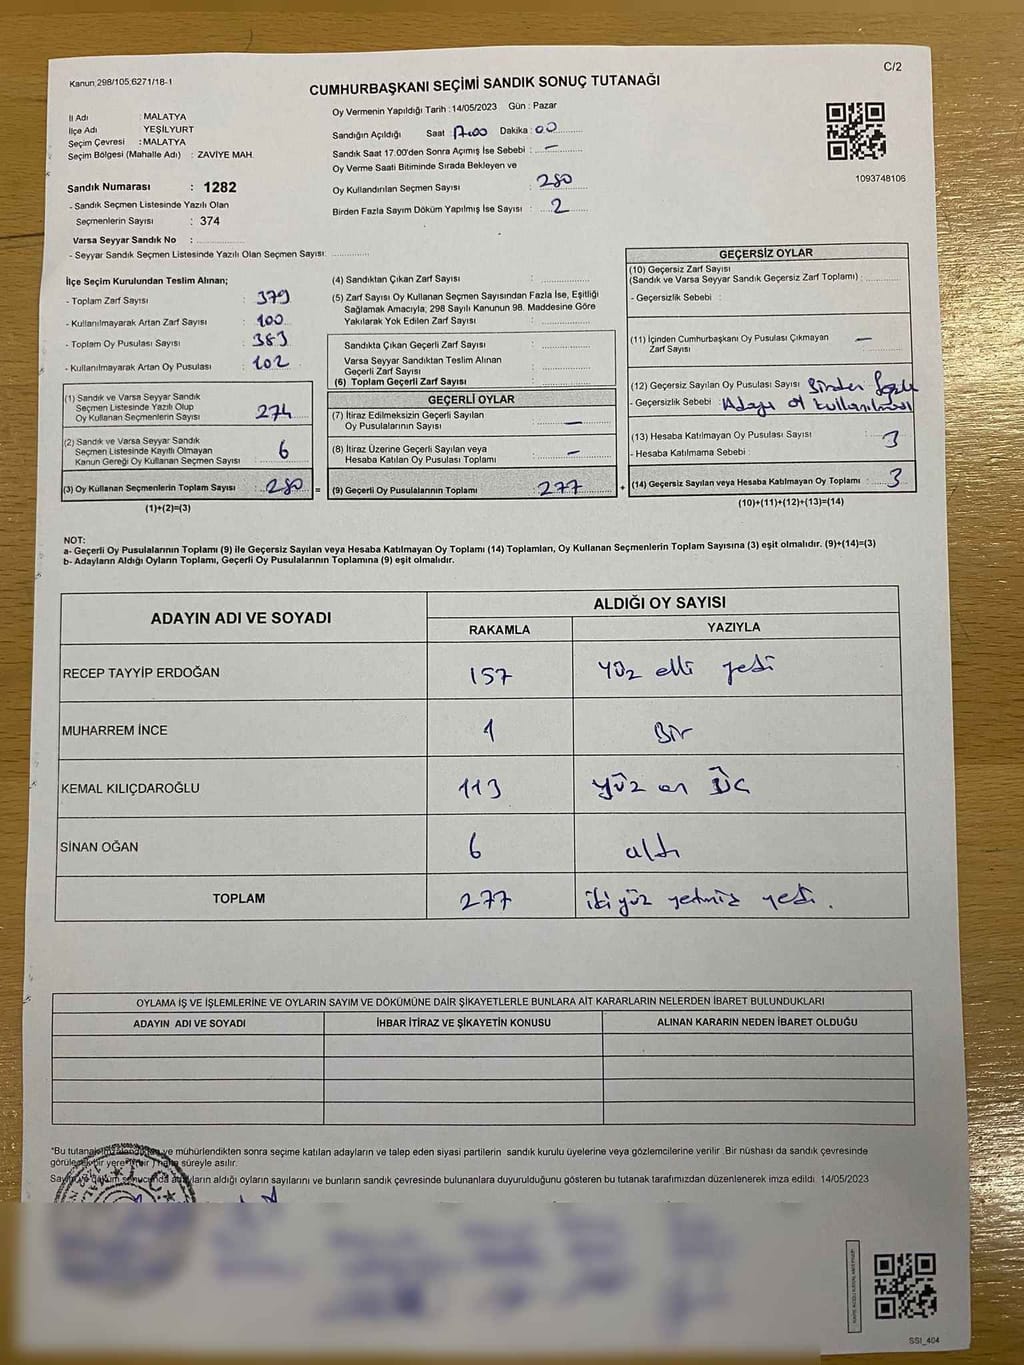 Kanun 298/105,6271/18-1
C/2
CUMHURBAŞKANI SEÇİMİ SANDIK SONUÇ TUTANAĞI
İl Adı : MALATYA
İlçe Adı : YEŞİLYURT
Seçim Çevresi : MALATYA
Seçim Bölgesi (Mahalle Adı) : ZAVİYE MAH.
Sandık Numarası : 1282
- Sandık Seçmen Listesinde Yazılı Olan
Seçmenlerin Sayısı : 374
Varsa Seyyar Sandık No :
- Seyyar Sandık Seçmen Listesinde Yazılı Olan Seçmen Sayısı:
Oy Vermenin Yapıldığı Tarih : 14/05/2023 Gün : Pazar
Sandığın Açıldığı Saat : 17:00 Dakika : 00
Sandık Saat 17:00'den Sonra Açımış İse Sebebi : -
Oy Verme Saati Bitiminde Sırada Bekleyen ve
Oy Kullandırılan Seçmen Sayısı : 280
Birden Fazla Sayım Döküm Yapılmış İse Sayısı : 2
1093748106
İlçe Seçim Kurulundan Teslim Alınan;
- Toplam Zarf Sayısı : 379
- Kullanılmayarak Artan Zarf Sayısı : 100
- Toplam Oy Pusulası Sayısı : 383
- Kullanılmayarak Artan Oy Pusulası : 102
(1) Sandık ve Varsa Seyyar Sandık
Seçmen Listesinde Yazılı Olup
Oy Kullanan Seçmenlerin Sayısı : 274
(2) Sandık ve Varsa Seyyar Sandık
Seçmen Listesinde Kayıtlı Olmayan
Kanun Gereği Oy Kullanan Seçmen Sayısı : 6
(3) Oy Kullanan Seçmenlerin Toplam Sayısı : 280 =
(1)+(2)=(3)
(4) Sandıktan Çıkan Zarf Sayısı :
(5) Zarf Sayısı Oy Kullanan Seçmen Sayısından Fazla İse, Eşitliği
Sağlamak Amacıyla; 298 Sayılı Kanunun 98. Maddesine Göre
Yakılarak Yok Edilen Zarf Sayısı :
Sandıkta Çıkan Geçerli Zarf Sayısı :
Varsa Seyyar Sandıktan Teslim Alınan
Geçerli Zarf Sayısı :
(6) Toplam Geçerli Zarf Sayısı :
GEÇERLİ OYLAR
(7) İtiraz Edilmeksizin Geçerli Sayılan
Oy Pusulalarının Sayısı : -
(8) İtiraz Üzerine Geçerli Sayılan veya
Hesaba Katılan Oy Pusulası Toplamı : -
(9) Geçerli Oy Pusulalarının Toplamı : 277 +
GEÇERSİZ OYLAR
(10) Geçersiz Zarf Sayısı
(Sandık ve Varsa Seyyar Sandık Geçersiz Zarf Toplamı) :
- Geçersizlik Sebebi :
(11) İçinden Cumhurbaşkanı Oy Pusulası Çıkmayan
Zarf Sayısı : -
(12) Geçersiz Sayılan Oy Pusulası Sayısı : Birden fazla
- Geçersizlik Sebebi : Adaya oy kullanılması
(13) Hesaba Katılmayan Oy Pusulası Sayısı : 3
- Hesaba Katılmama Sebebi :
(14) Geçersiz Sayılan veya Hesaba Katılmayan Oy Toplamı : 3
(10)+(11)+(12)+(13)=(14)
NOT:
a- Geçerli Oy Pusulalarının Toplamı (9) ile Geçersiz Sayılan veya Hesaba Katılmayan Oy Toplamı (14) Toplamları, Oy Kullanan Seçmenlerin Toplam Sayısına (3) eşit olmalıdır. (9)+(14)=(3)
b- Adayların Aldığı Oyların Toplamı, Geçerli Oy Pusulalarının Toplamına (9) eşit olmalıdır.
ADAYIN ADI VE SOYADI
ALDIĞI OY SAYISI
RAKAMLA YAZIYLA
RECEP TAYYİP ERDOĞAN 157 Yüz elli yedi
MUHARREM İNCE 1 Bir
KEMAL KILIÇDAROĞLU 113 yüz on üç
SİNAN OĞAN 6 altı
TOPLAM 277 iki yüz yetmiş yedi.
OYLAMA İŞ VE İŞLEMLERİNE VE OYLARIN SAYIM VE DÖKÜMÜNE DAİR ŞİKAYETLERLE BUNLARA AİT KARARLARIN NELERDEN İBARET BULUNDUKLARI
ADAYIN ADI VE SOYADI İHBAR İTİRAZ VE ŞİKAYETİN KONUSU ALINAN KARARIN NEDEN İBARET OLDUĞU
*Bu tutanak ve mühürlendikten sonra seçime katılan adayların ve talep eden siyasi partilerin sandık kurulu üyelerine veya gözlemcilerine verilir. Bir nüshası da sandık çevresinde
görülebilir yere süreyle asılır.
Sayım ve döküm sonucunda adayların aldığı oyların sayılarını ve bunların sandık çevresinde bulunanlara duyurulduğunu gösteren bu tutanak tarafımızdan düzenlenerek imza edildi. 14/05/2023
SSI_404